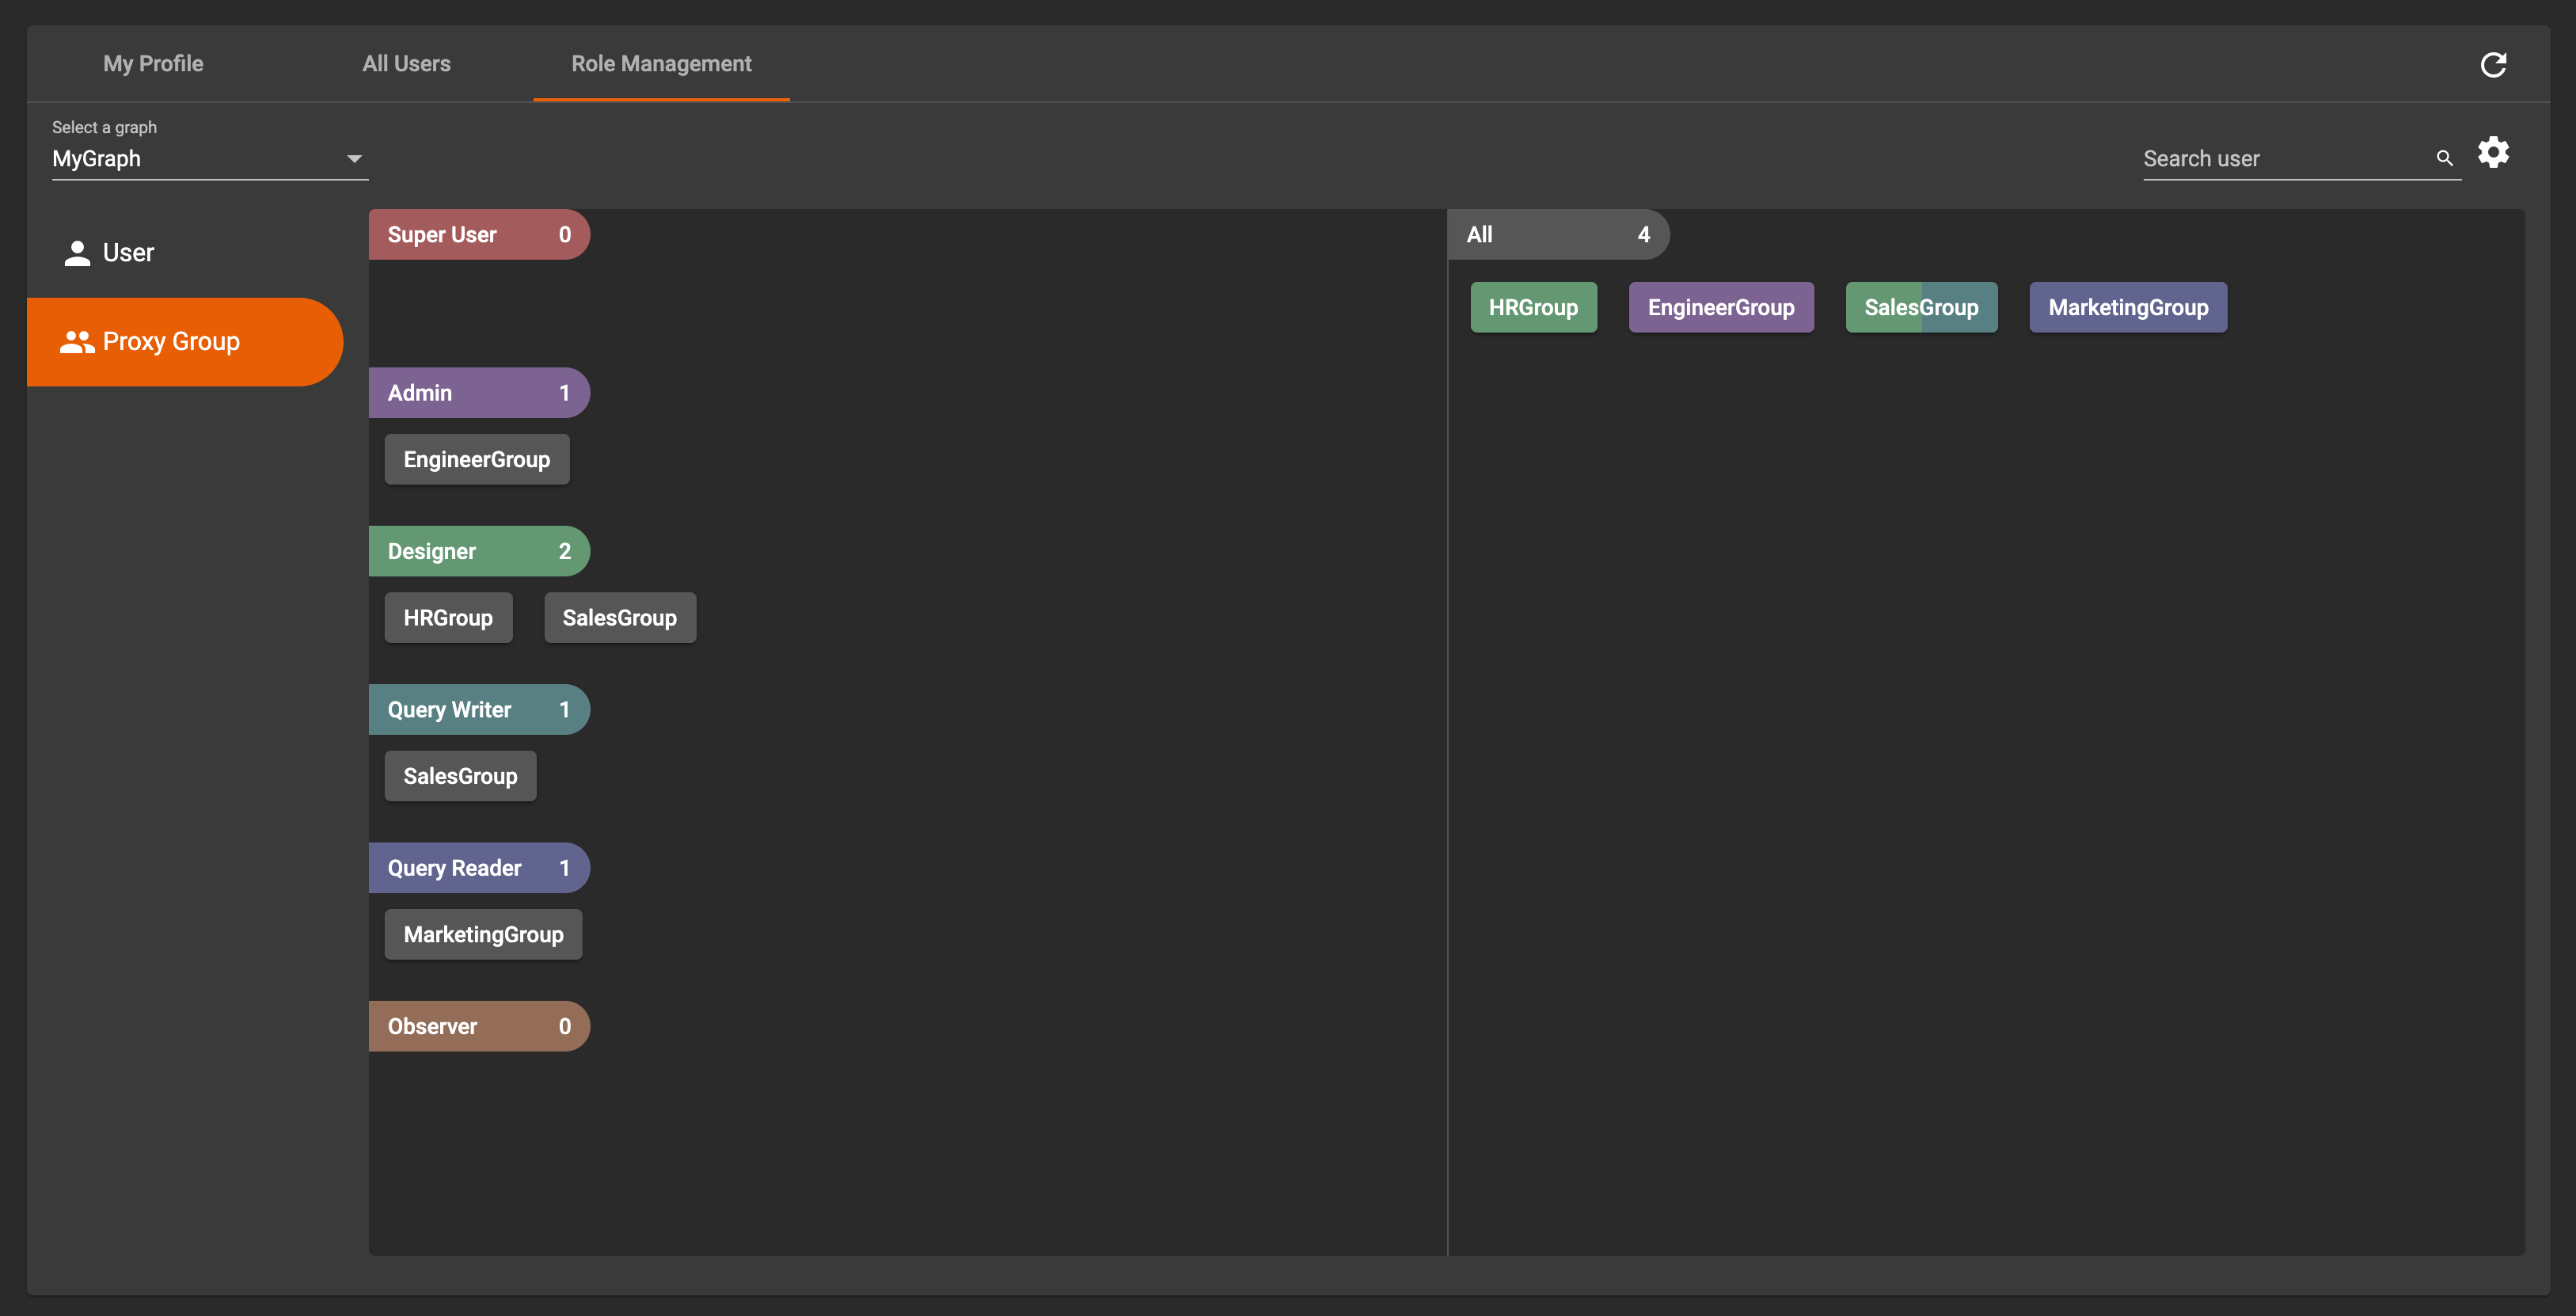 My Profile All Users Role Management
Select a graph
MyGraph
Search user
User
Proxy Group
Super User 0
Admin 1
EngineerGroup
Designer 2
HRGroup SalesGroup
Query Writer 1
SalesGroup
Query Reader 1
MarketingGroup
Observer 0
All 4
HRGroup EngineerGroup SalesGroup MarketingGroup